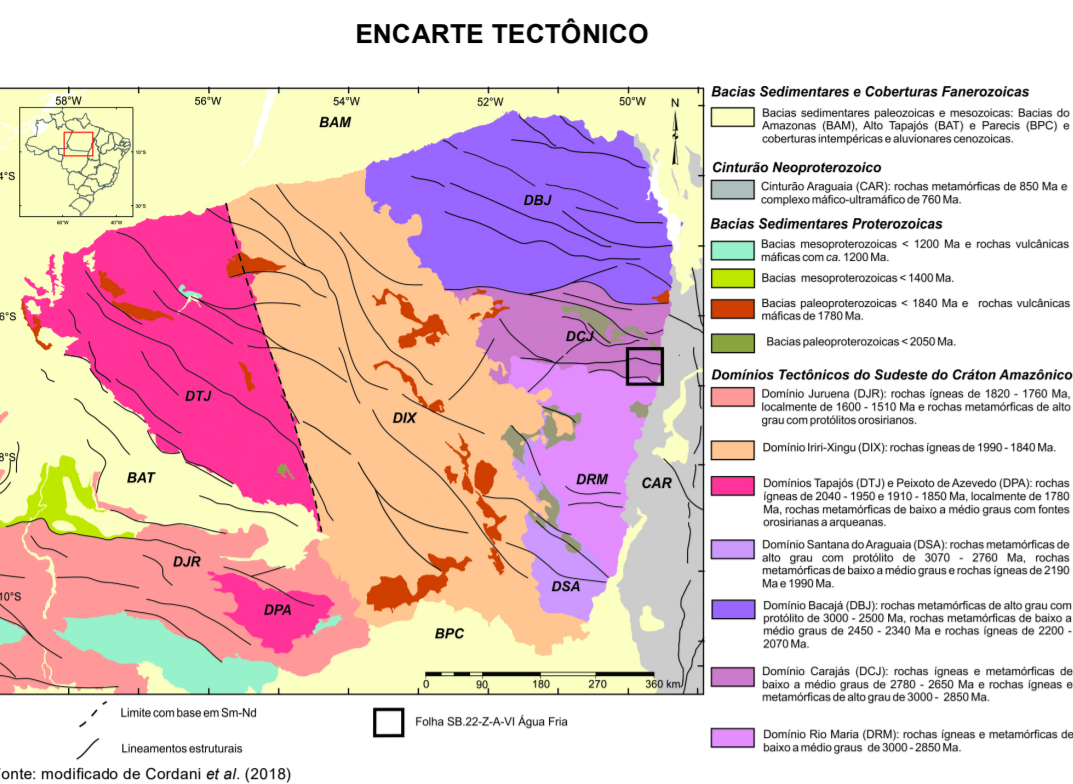 ENCARTE TECTÔNICO
58°W
56°W
54°W
52°W
50°W
N
4°S
6°S
8°S
10°S
10°S
30°S
60°W
40°W
BAM
DBJ
DCJ
DTJ
DIX
BAT
DRM
CAR
DJR
DSA
DPA
BPC
0 90 180 270 360 km
Limite com base em Sm-Nd
Lineamentos estruturais
Folha SB.22-Z-A-VI Água Fria
onte: modificado de Cordani et al. (2018)
Bacias Sedimentares e Coberturas Fanerozoicas
Bacias sedimentares paleozoicas e mesozoicas: Bacias do
Amazonas (BAM), Alto Tapajós (BAT) e Parecis (BPC) e
coberturas intempéricas e aluvionares cenozoicas.
Cinturão Neoproterozoico
Cinturão Araguaia (CAR): rochas metamórficas de 850 Ma e
complexo máfico-ultramáfico de 760 Ma.
Bacias Sedimentares Proterozoicas
Bacias mesoproterozoicas < 1200 Ma e rochas vulcânicas
máficas com ca. 1200 Ma.
Bacias mesoproterozoicas < 1400 Ma.
Bacias paleoproterozoicas < 1840 Ma e rochas vulcânicas
máficas de 1780 Ma.
Bacias paleoproterozoicas < 2050 Ma.
Domínios Tectônicos do Sudeste do Cráton Amazônico
Domínio Juruena (DJR): rochas ígneas de 1820 - 1760 Ma,
localmente de 1600 - 1510 Ma e rochas metamórficas de alto
grau com protólitos orosirianos.
Domínio Iriri-Xingu (DIX): rochas ígneas de 1990 - 1840 Ma.
Domínios Tapajós (DTJ) e Peixoto de Azevedo (DPA): rochas
ígneas de 2040 - 1950 e 1910 - 1850 Ma, localmente de 1780
Ma, rochas metamórficas de baixo a médio graus com fontes
orosirianas a arqueanas.
Domínio Santana do Araguaia (DSA): rochas metamórficas de
alto grau com protólito de 3070 - 2760 Ma, rochas
metamórficas de baixo a médio graus e rochas ígneas de 2190
Ma e 1990 Ma.
Domínio Bacajá (DBJ): rochas metamórficas de alto grau com
protólito de 3000 - 2500 Ma, rochas metamórficas de baixo a
médio graus de 2450 - 2340 Ma e rochas ígneas de 2200 -
2070 Ma.
Domínio Carajás (DCJ): rochas ígneas e metamórficas de
baixo a médio graus de 2780 - 2650 Ma e rochas ígneas e
metamórficas de alto grau de 3000 - 2850 Ma.
Domínio Rio Maria (DRM): rochas ígneas e metamórficas de
baixo a médio graus de 3000 - 2850 Ma.